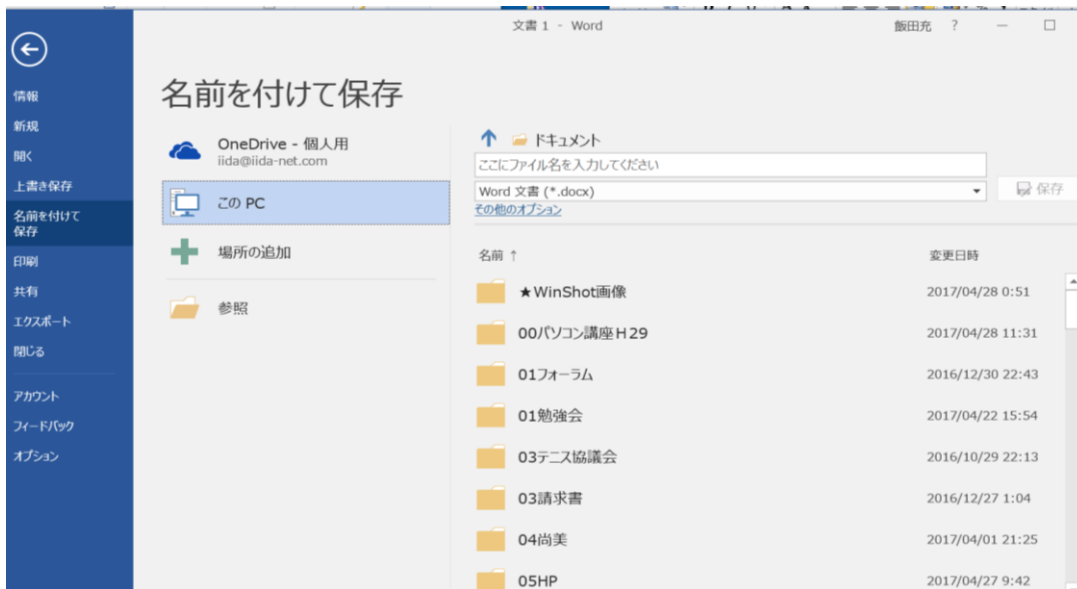 文書 1 - Word
飯田充 ?
情報
新規
開く
上書き保存
名前を付けて
保存
印刷
共有
エクスポート
閉じる
アカウント
フィードバック
オプション
名前を付けて保存
OneDrive - 個人用
iida@iida-net.com
この PC
場所の追加
参照
ドキュメント
ここにファイル名を入力してください
Word 文書 (*.docx)
保存
その他のオプション
名前 ↑ 変更日時
★WinShot画像 2017/04/28 0:51
00パソコン講座H29 2017/04/28 11:31
01フォーラム 2016/12/30 22:43
01勉強会 2017/04/22 15:54
03テニス協議会 2016/10/29 22:13
03請求書 2016/12/27 1:04
04尚美 2017/04/01 21:25
05HP 2017/04/27 9:42